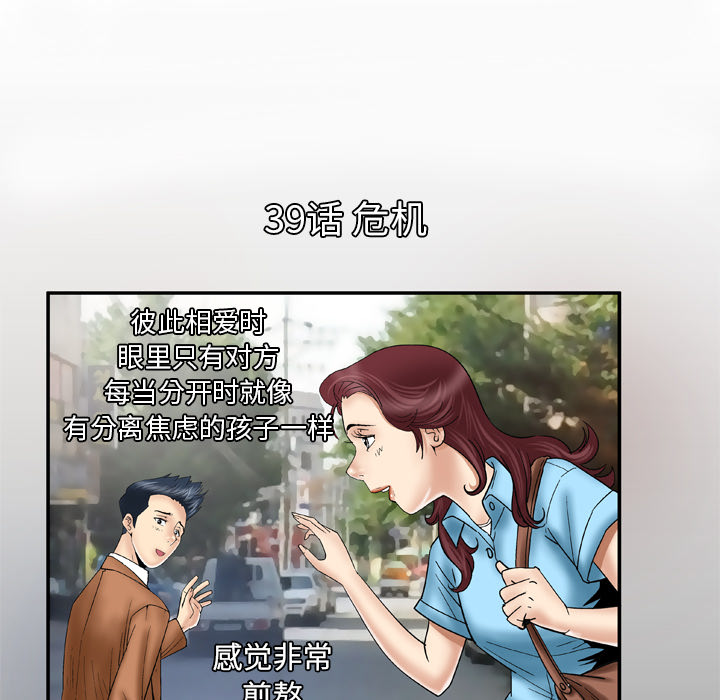 39话 危机
彼此相爱时
眼里只有对方
每当分开时就像
有分离焦虑的孩子一样
感觉非常
煎熬